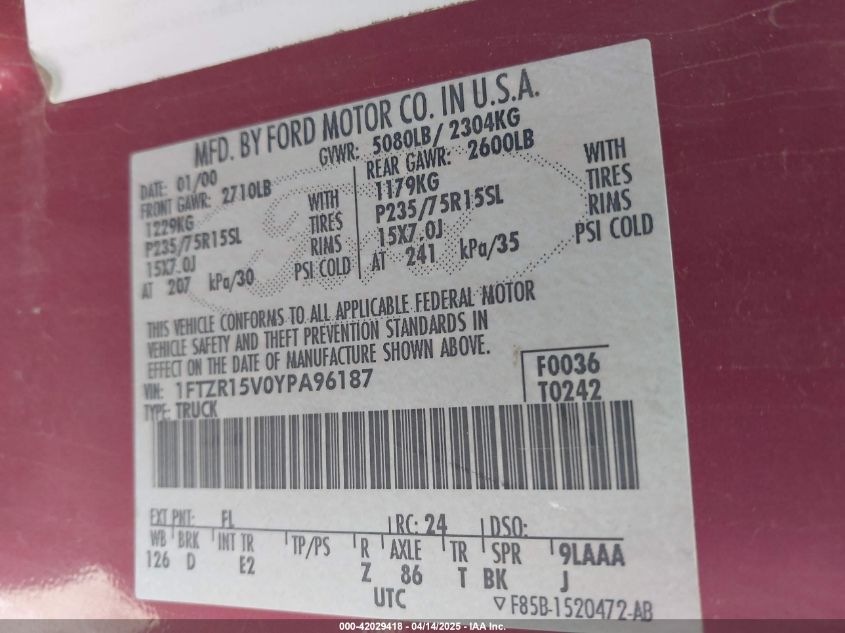 MFD. BY FORD MOTOR CO. IN U.S.A.
DATE: 01/00 GVWR: 5080LB/ 2304KG
FRONT GAWR: 2710LB REAR GAWR: 2600LB
1229KG WITH 1179KG WITH
P235/75R15SL TIRES P235/75R15SL TIRES
15X7.0J RIMS 15X7.0J RIMS
AT 207 kPa/30 PSI COLD AT 241 kPa/35 PSI COLD
THIS VEHICLE CONFORMS TO ALL APPLICABLE FEDERAL MOTOR
VEHICLE SAFETY AND THEFT PREVENTION STANDARDS IN
EFFECT ON THE DATE OF MANUFACTURE SHOWN ABOVE.
VIN: 1FTZR15V0YPA96187 F0036
TYPE: TRUCK T0242
EXT PNT: FL RC: 24 DSO:
WB BRK INT TR TP/PS R AXLE TR SPR 9LAAA
126 D E2 Z 86 T BK J
UTC ▽ F85B-1520472-AB
000-42029418 - 04/14/2025 - IAA Inc.